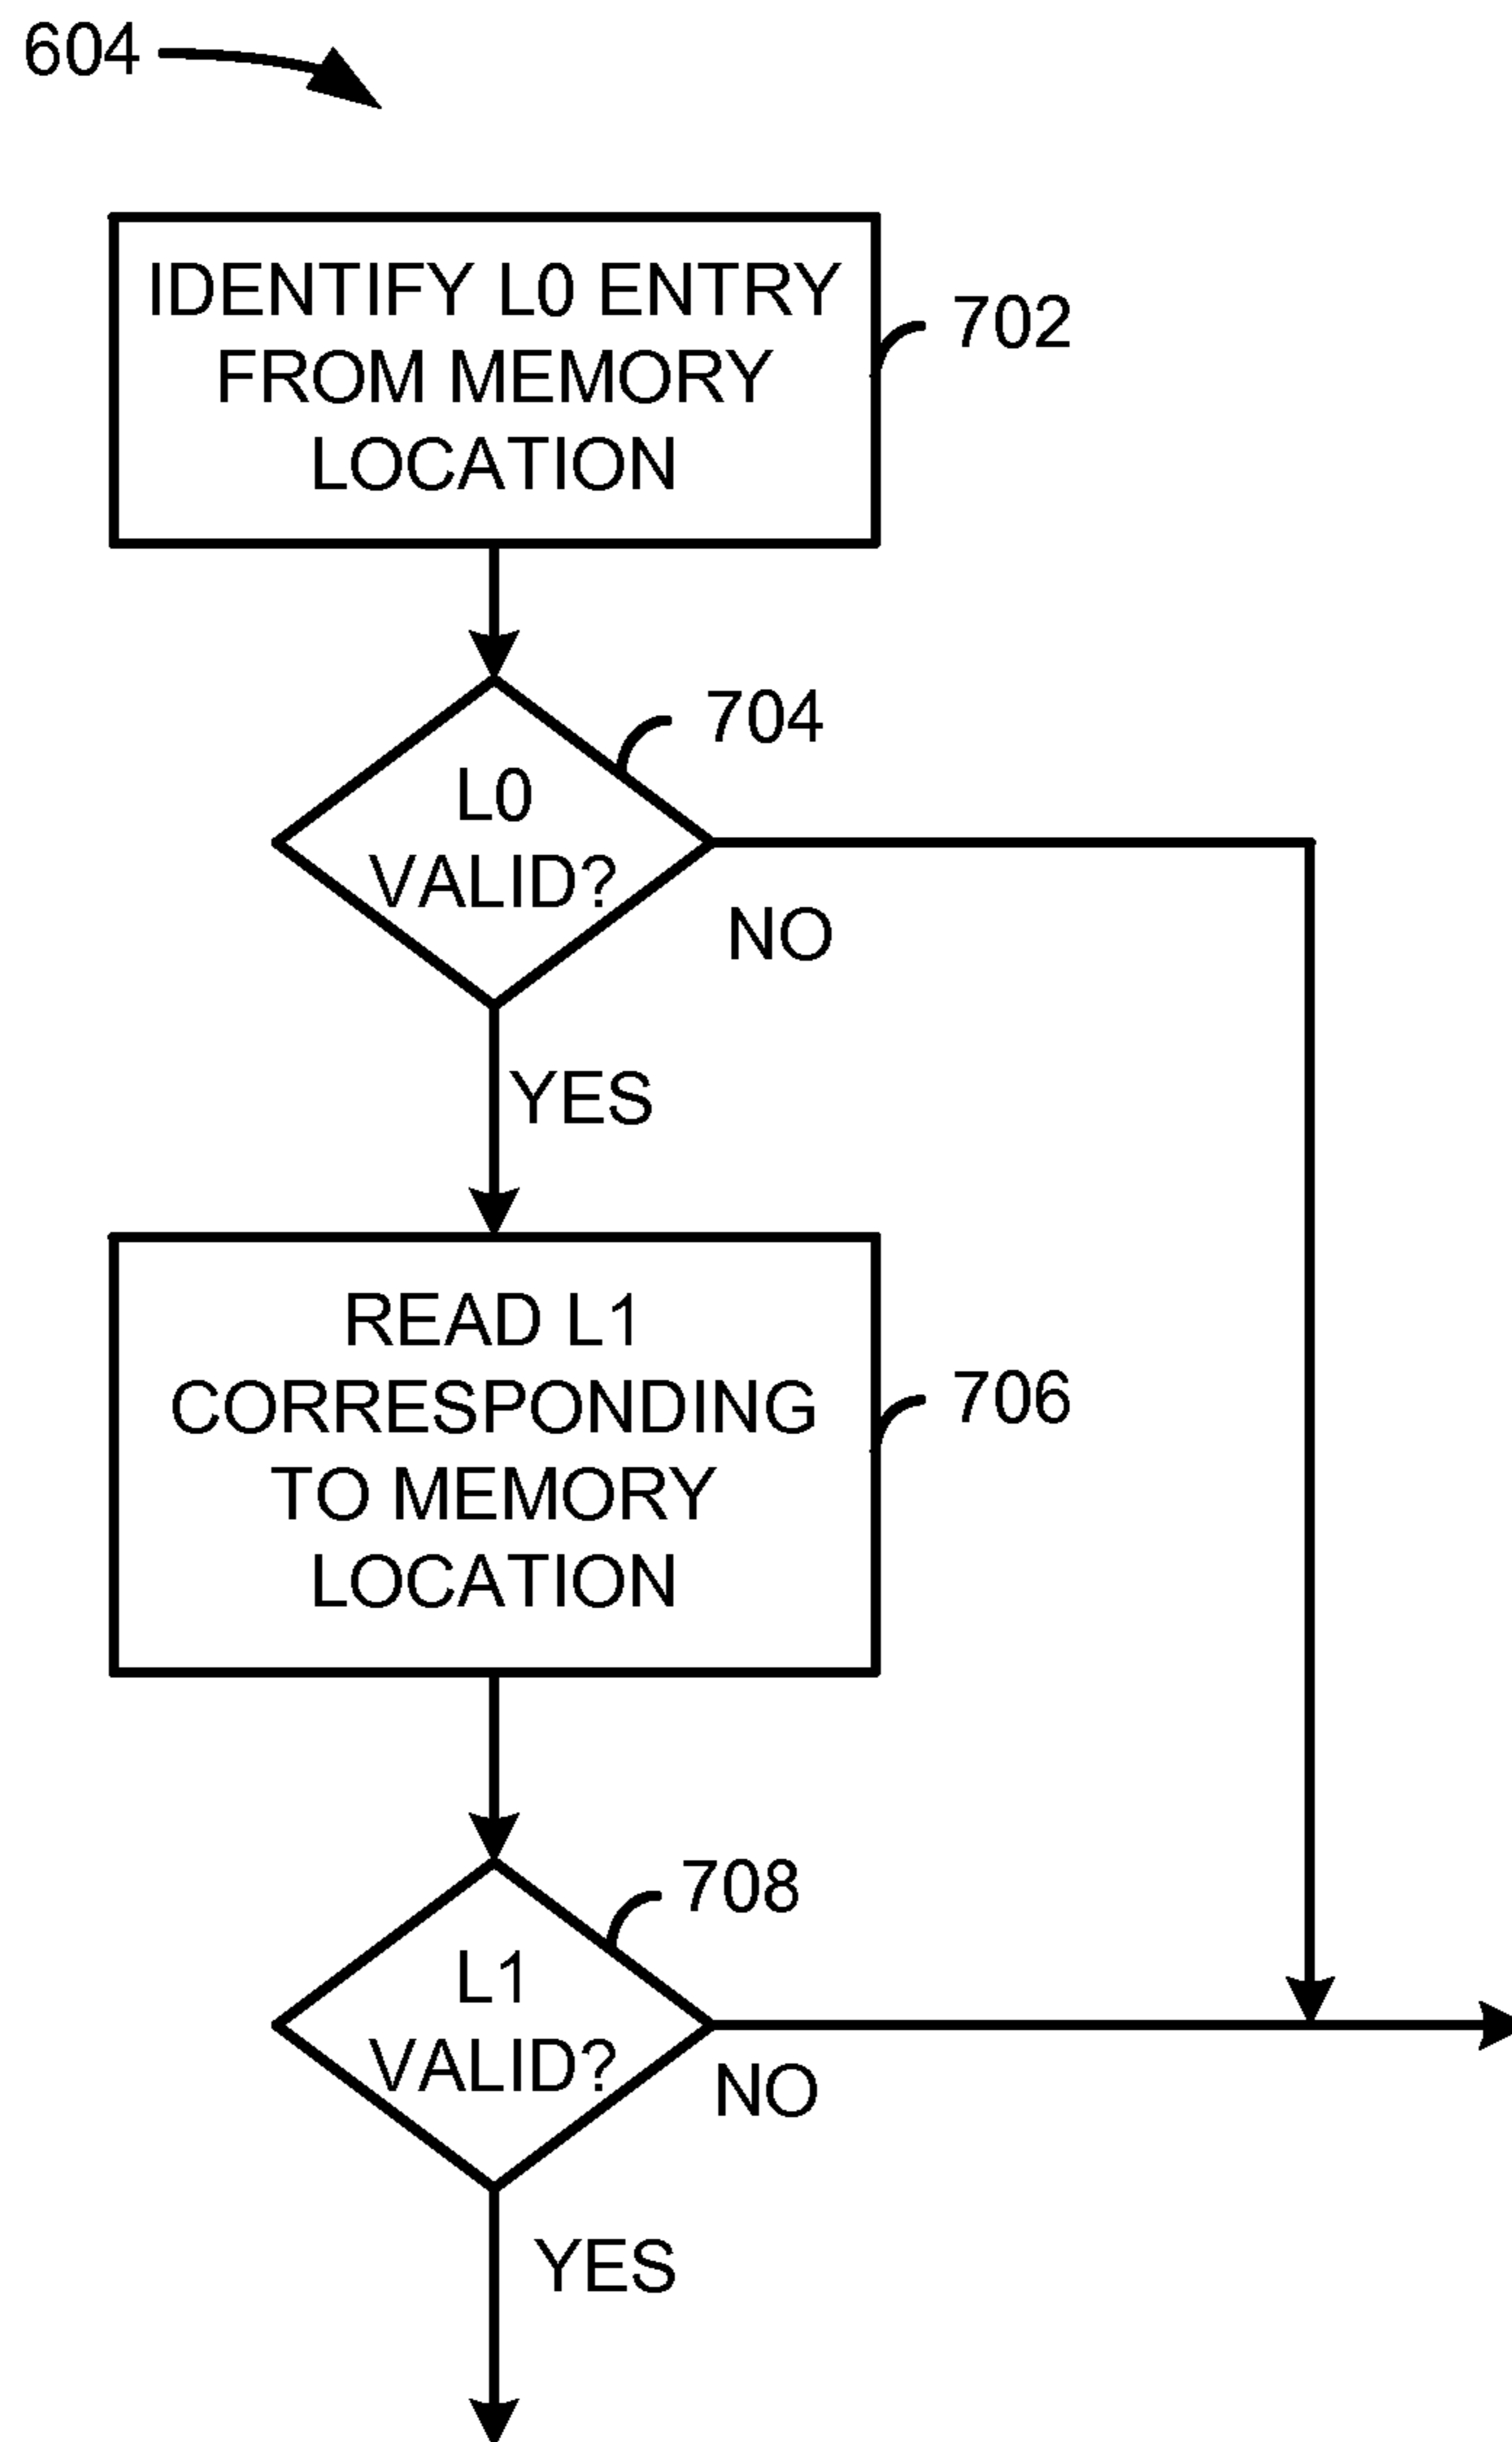 604
IDENTIFY L0 ENTRY
FROM MEMORY
LOCATION
702
704
L0
VALID?
NO
YES
READ L1
CORRESPONDING
TO MEMORY
LOCATION
706
708
L1
VALID?
NO
YES